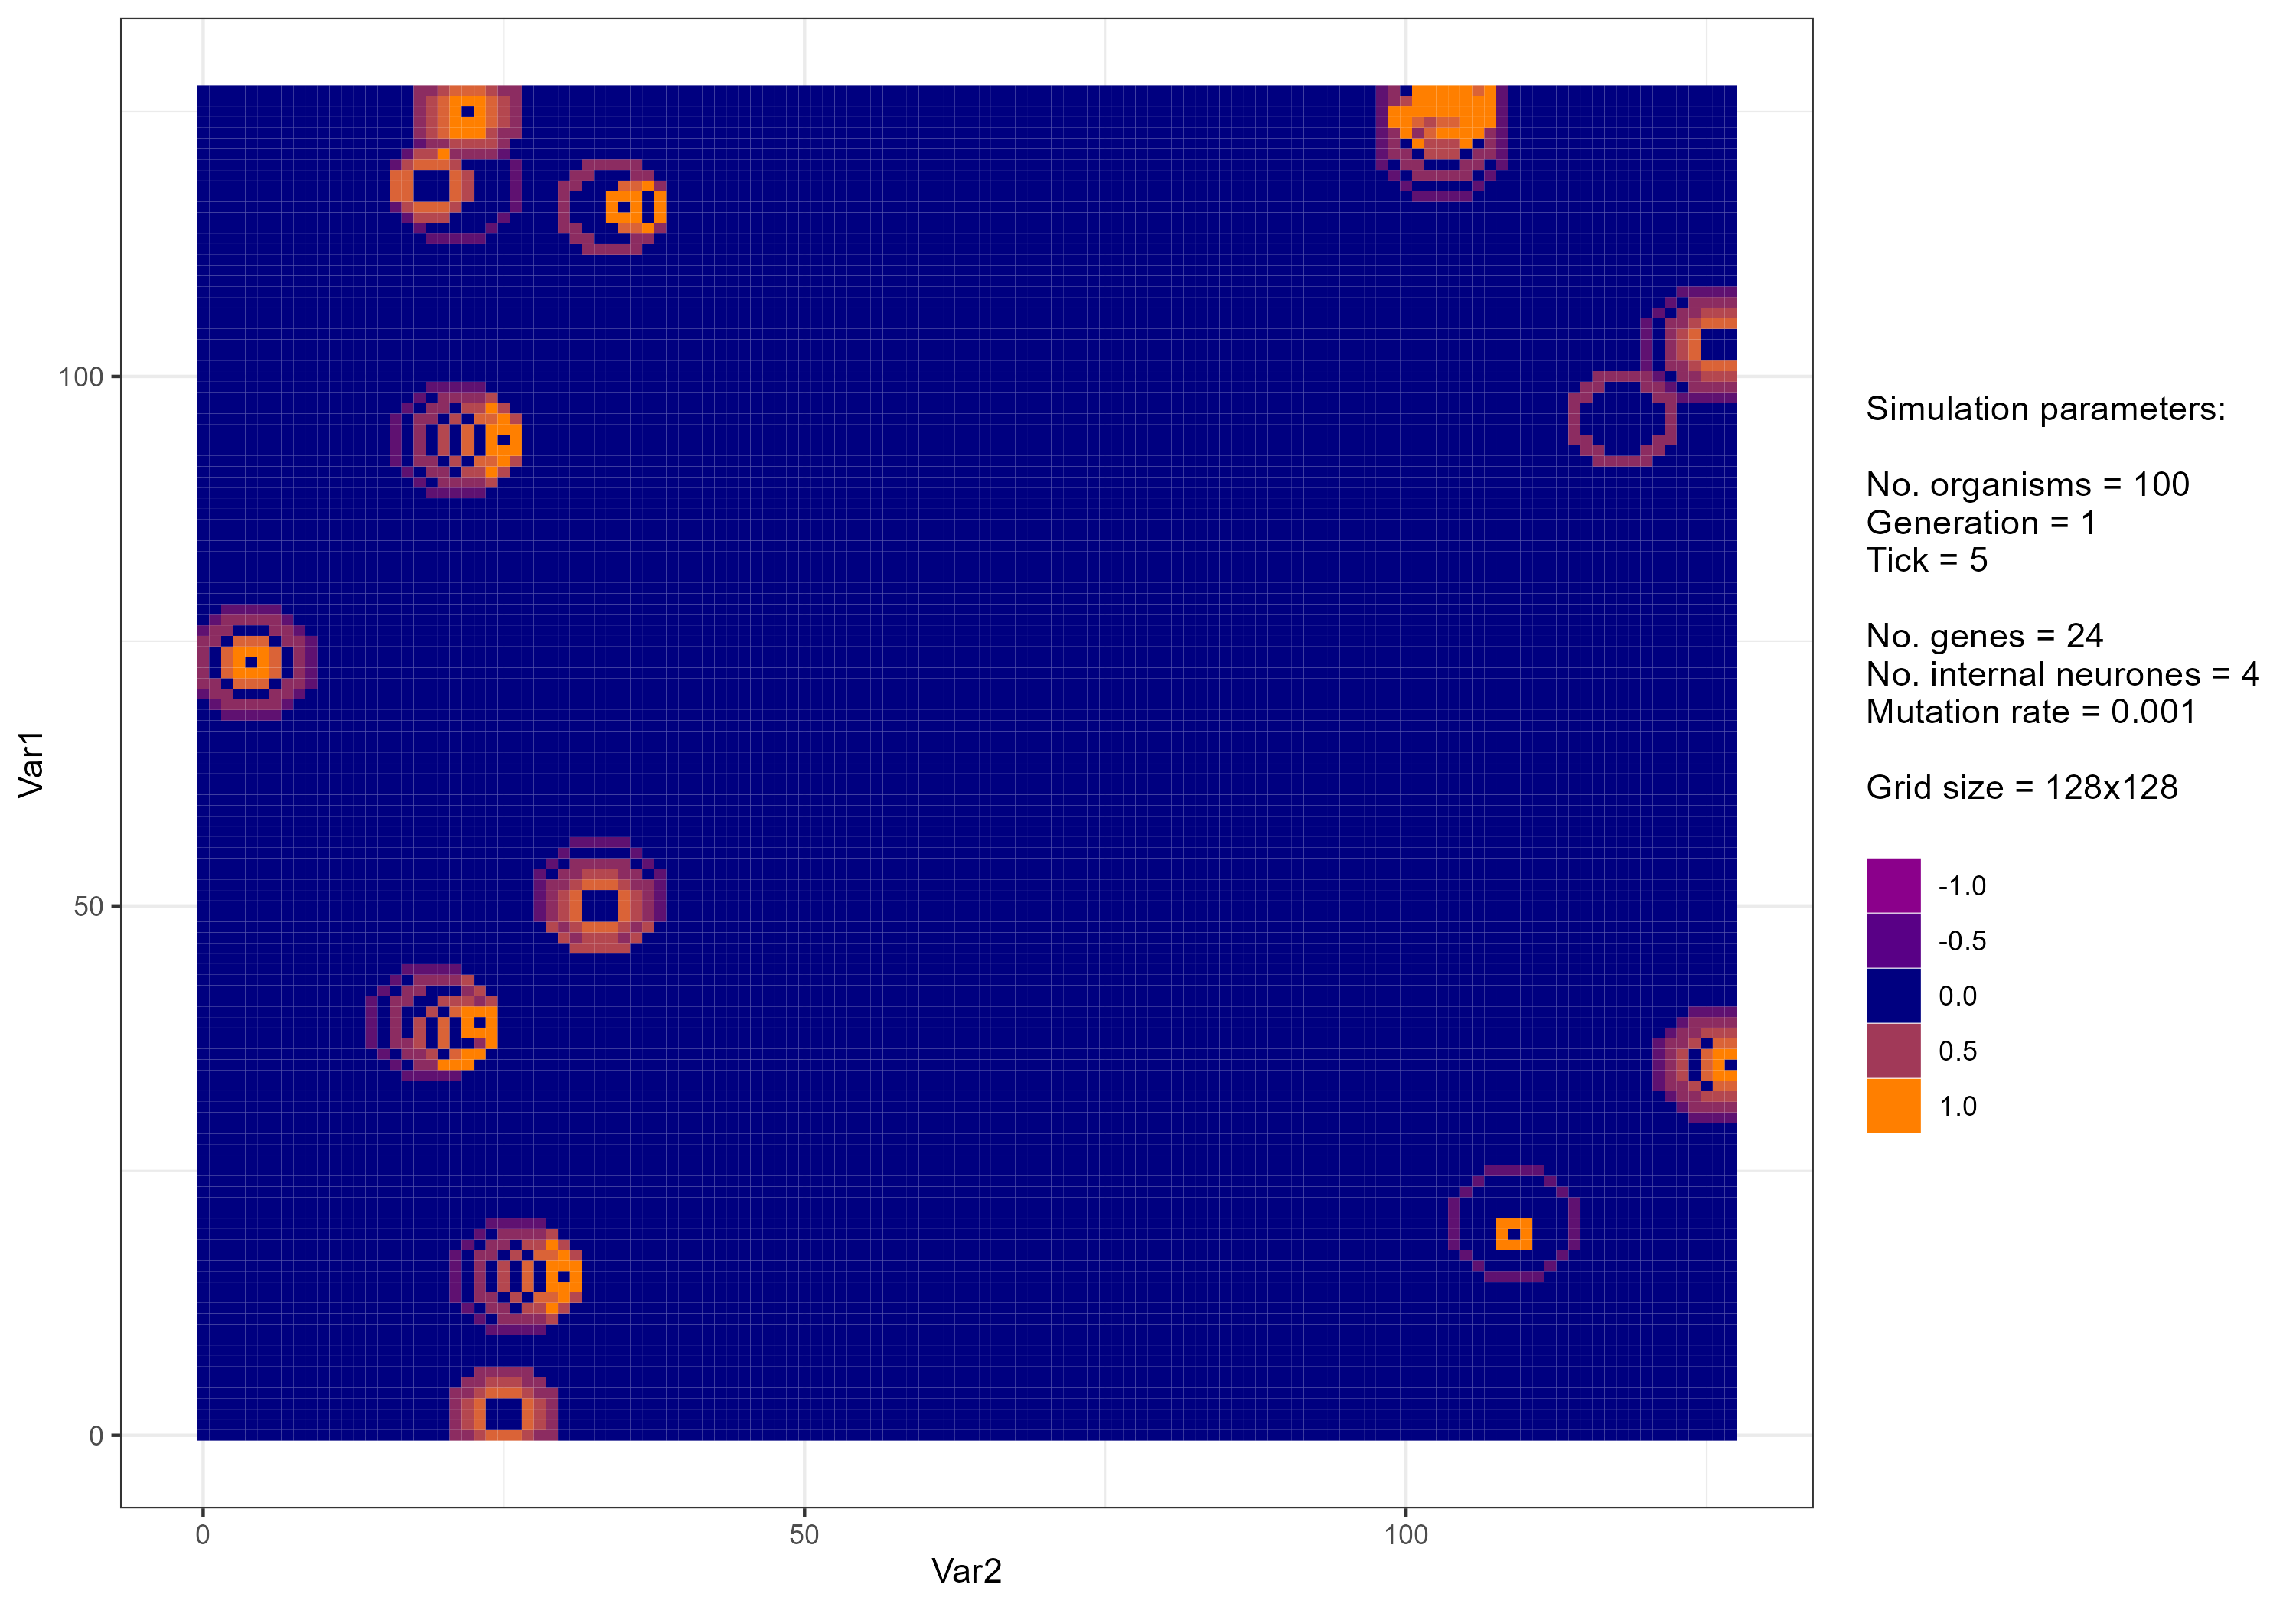 Var1
100
50
0
0
50
100
Var2
Simulation parameters:
No. organisms = 100
Generation = 1
Tick = 5
No. genes = 24
No. internal neurones = 4
Mutation rate = 0.001
Grid size = 128x128
-1.0
-0.5
0.0
0.5
1.0